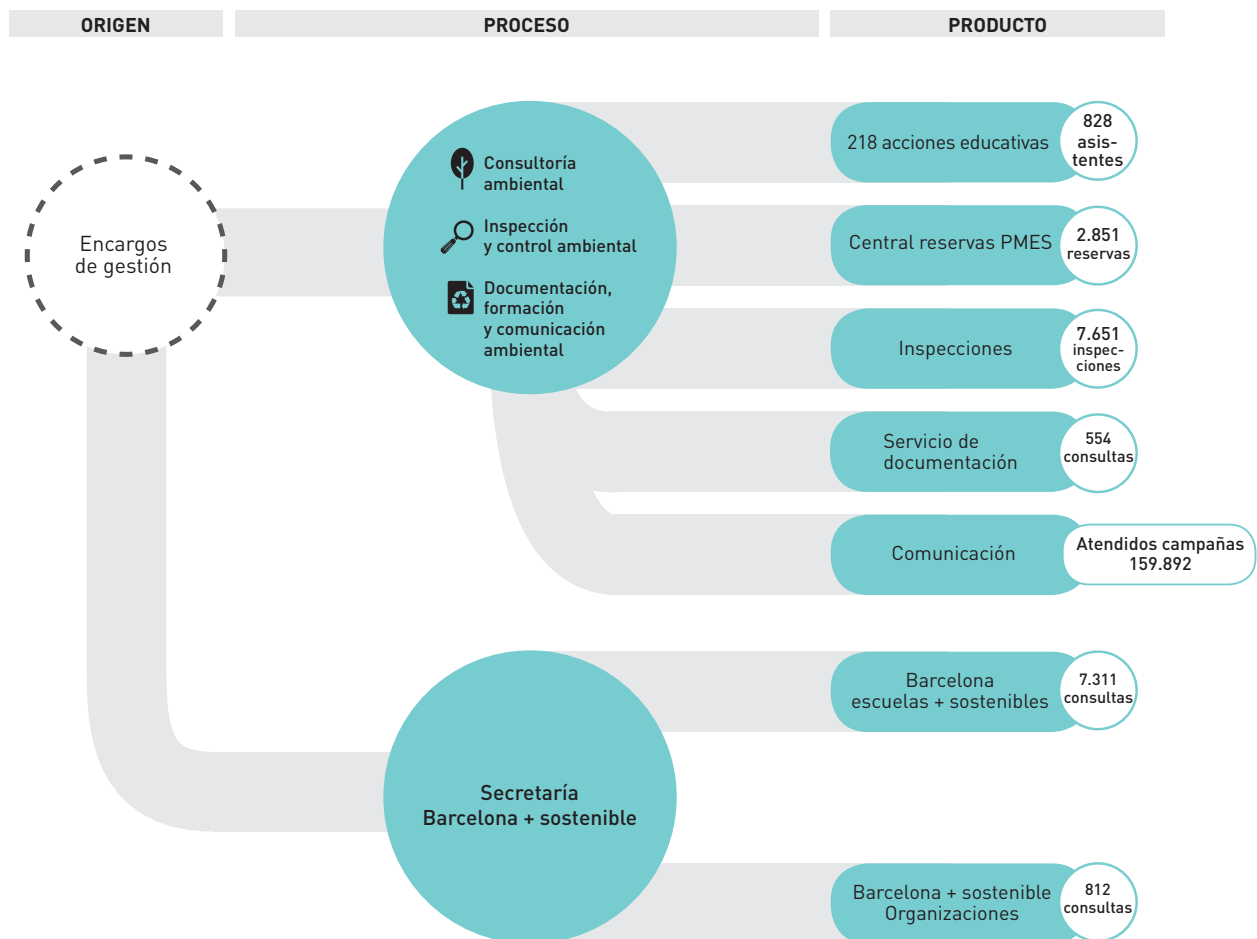 ORIGEN
PROCESO
PRODUCTO
Encargos
de gestión
Consultoría
ambiental
Inspección
y control ambiental
Documentación,
formación
y comunicación
ambiental
218 acciones educativas
828
asis-
tentes
Central reservas PMES
2.851
reservas
Inspecciones
7.651
inspec-
ciones
Servicio de
documentación
554
consultas
Comunicación
Atendidos campañas
159.892
Secretaría
Barcelona + sostenible
Barcelona
escuelas + sostenibles
7.311
consultas
Barcelona + sostenible
Organizaciones
812
consultas